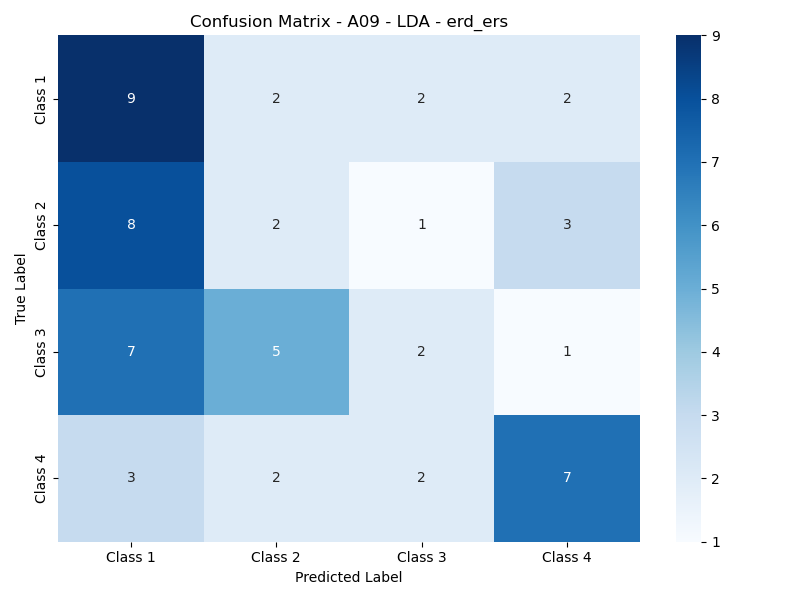 Confusion Matrix - A09 - LDA - erd_ers
True Label
Class 1
9 2 2 2
Class 2
8 2 1 3
Class 3
7 5 2 1
Class 4
3 2 2 7
Class 1 Class 2 Class 3 Class 4
Predicted Label
9
8
7
6
5
4
3
2
1